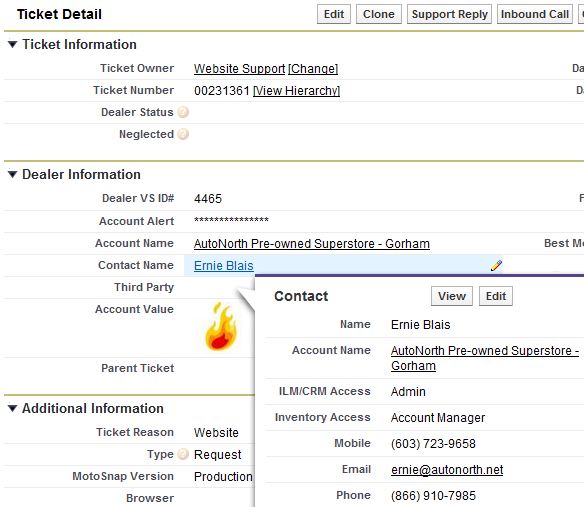 Ticket Detail Edit Clone Support Reply Inbound Call
Ticket Information
Ticket Owner Website Support [Change]
Ticket Number 00231361 [View Hierarchy]
Dealer Status
Neglected
Dealer Information
Dealer VS ID# 4465
Account Alert ***************
Account Name AutoNorth Pre-owned Superstore - Gorham
Contact Name Ernie Blais
Third Party
Account Value
Parent Ticket
Additional Information
Ticket Reason Website
Type Request
MotoSnap Version Production
Browser
Contact View Edit
Name Ernie Blais
Account Name AutoNorth Pre-owned Superstore -
Gorham
ILM/CRM Access Admin
Inventory Access Account Manager
Mobile (603) 723-9658
Email ernie@autonorth.net
Phone (866) 910-7985